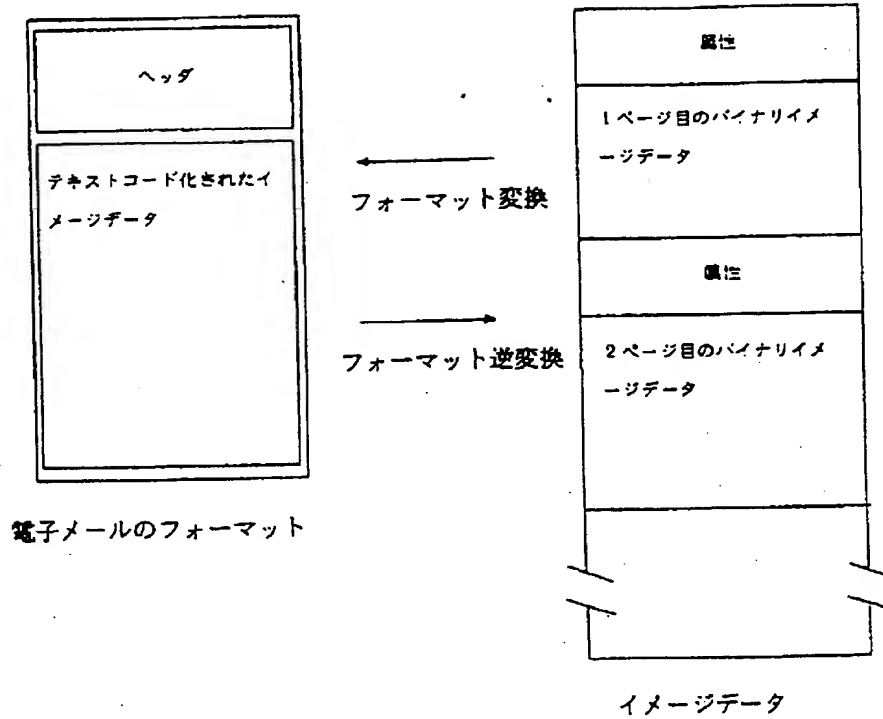 ヘッダ
テキストコード化されたイ
メージデータ
電子メールのフォーマット
フォーマット変換
フォーマット逆変換
属性
1ページ目のバイナリイメ
ージデータ
属性
2ページ目のバイナリイメ
ージデータ
イメージデータ